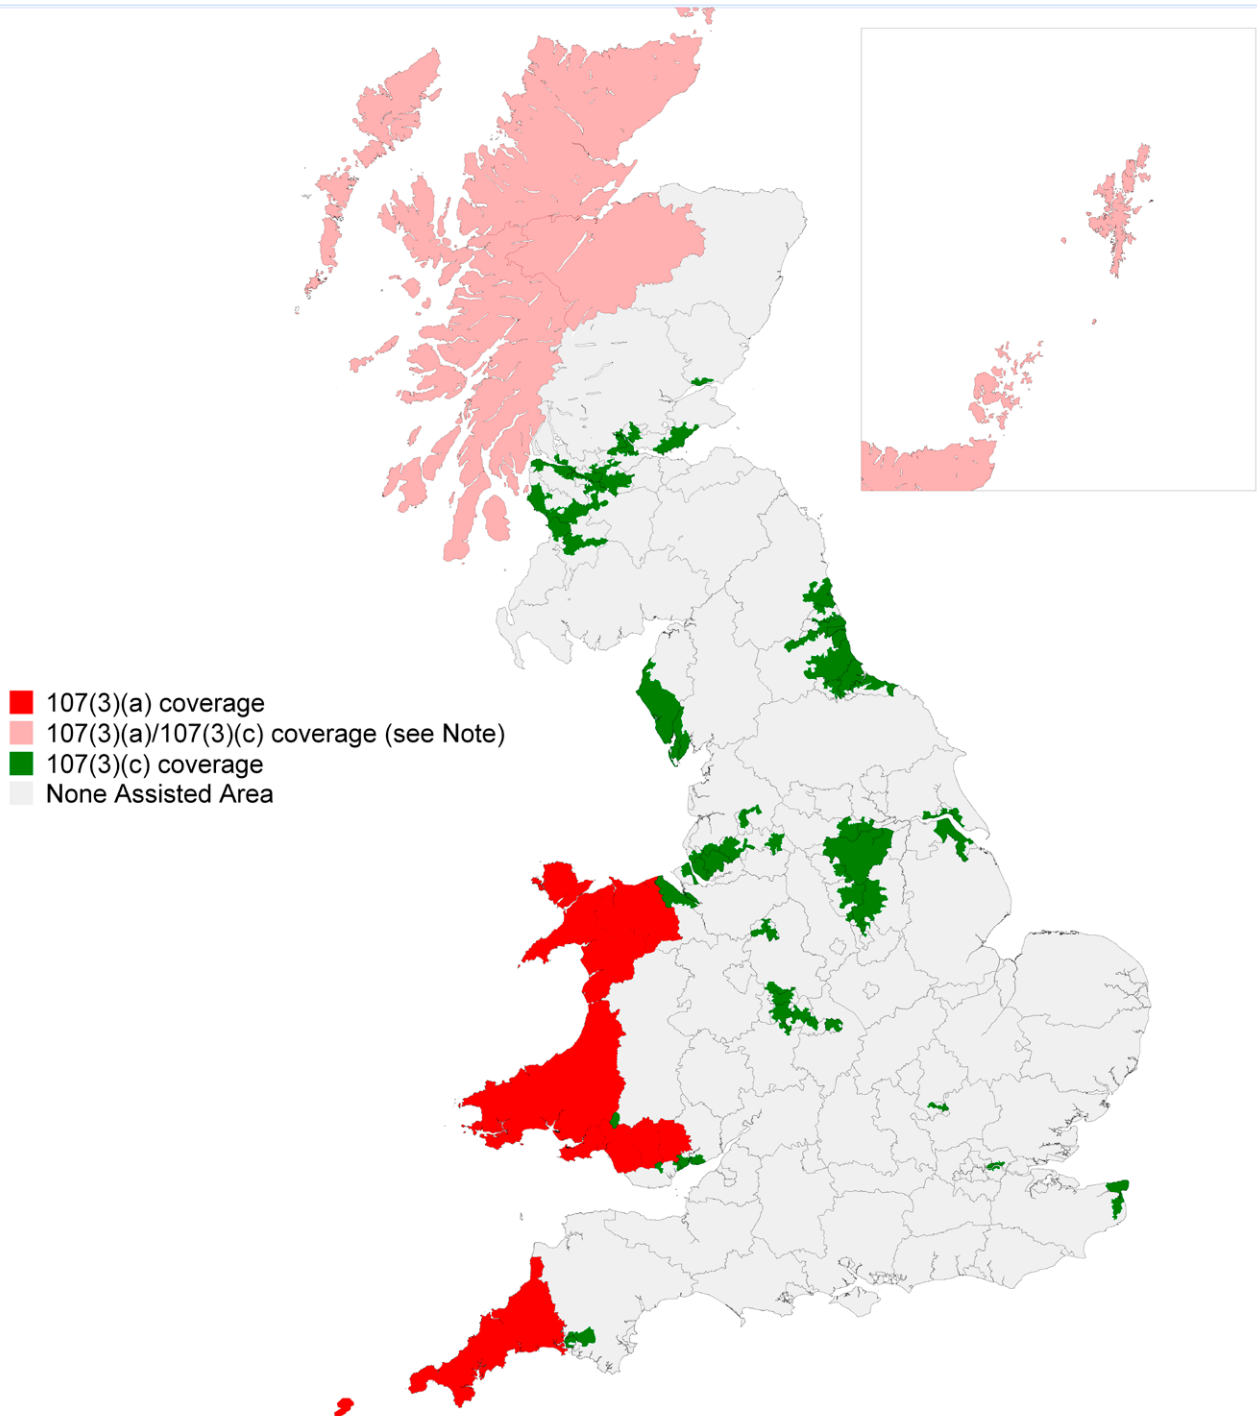 107(3)(a) coverage
107(3)(a)/107(3)(c) coverage (see Note)
107(3)(c) coverage
None Assisted Area